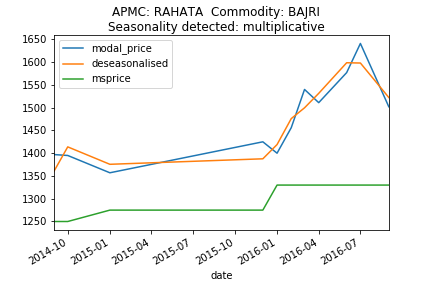 APMC: RAHATA  Commodity: BAJRI
Seasonality detected: multiplicative
1650
1600
1550
1500
1450
1400
1350
1300
1250
modal_price
deseasonalised
msprice
2014-10
2015-01
2015-04
2015-07
2015-10
2016-01
2016-04
2016-07
date